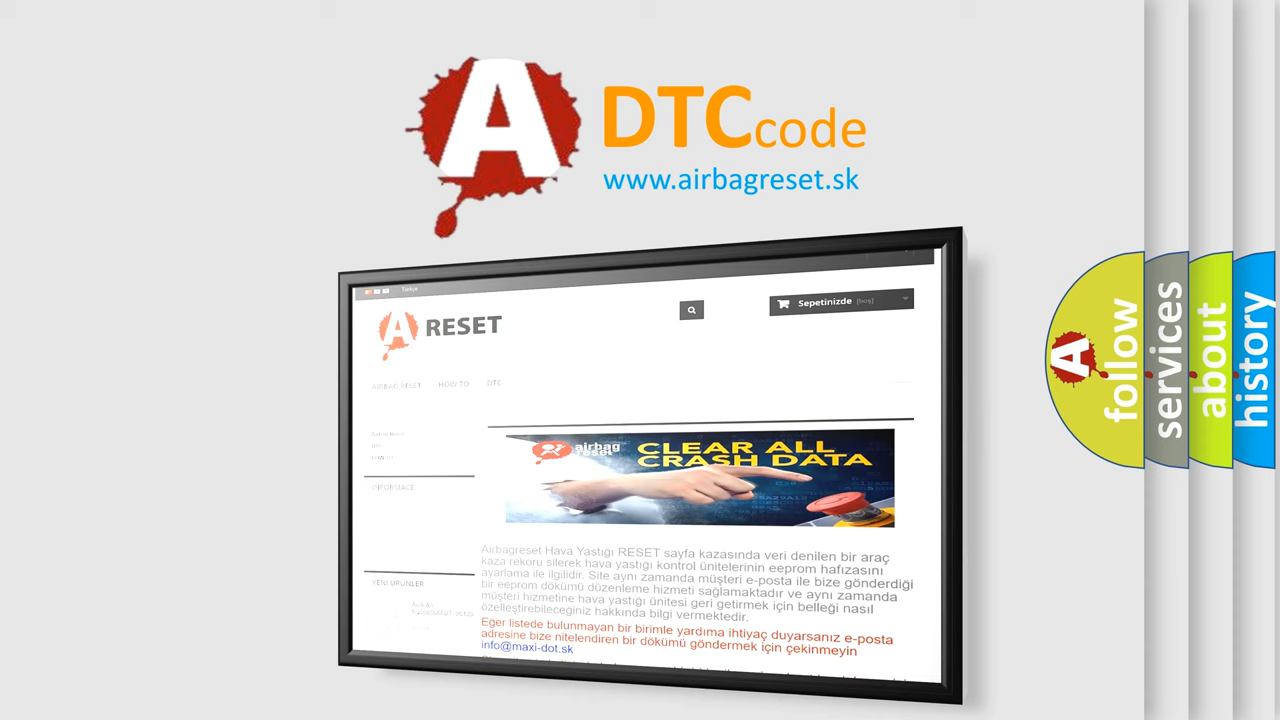 A DTCcode
www.airbagreset.sk
Türkçe
A RESET
Sepetinizde [boş]
AIRBAG RESET HOW TO DTC
INFORMACE
YENI ÜRÜNLER
airbag
reset
CLEAR ALL
CRASH DATA
Airbagreset Hava Yastığı RESET sayfa kazasında veri denilen bir araç
kaza rekoru silerek hava yastığı kontrol ünitelerinin eeprom hafızasını
ayarlama ile ilgilidir. Site aynı zamanda müşteri e-posta ile bize gönderdiği
bir eeprom dökümü düzenleme hizmeti sağlamaktadır ve aynı zamanda
müşteri hizmetine hava yastığı ünitesi geri getirmek için belleği nasıl
özelleştirebileceğiniz hakkında bilgi vermektedir.
Eger listede bulunmayan bir birimle yardıma ihtiyaç duyarsanız e-posta
adresine bize nitelendiren bir dökümü göndermek için çekinmeyin
info@maxi-dot.sk
A follow
services
about
history